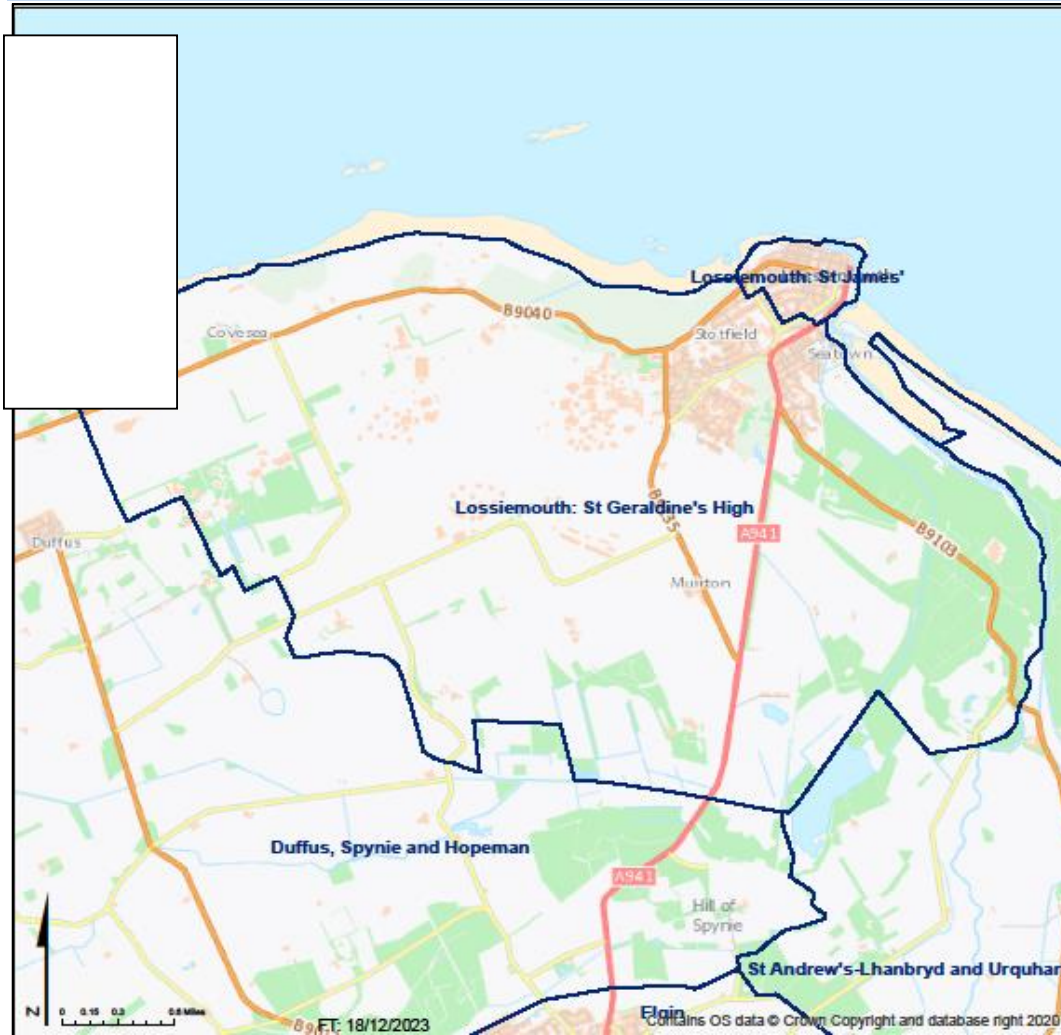 Lossiemouth: St James'
B9040
Covesea
Stotfield
Seatown
Lossiemouth: St Geraldine's High
B9135
A941
B9103
Duffus
Muirton
Duffus, Spynie and Hopeman
A941
Hill of
Spynie
St Andrew's-Lhanbryd and Urquhar
Elgin
N
0 0.15 0.3 0.6 Miles
FT: 18/12/2023
Contains OS data © Crown Copyright and database right 2020